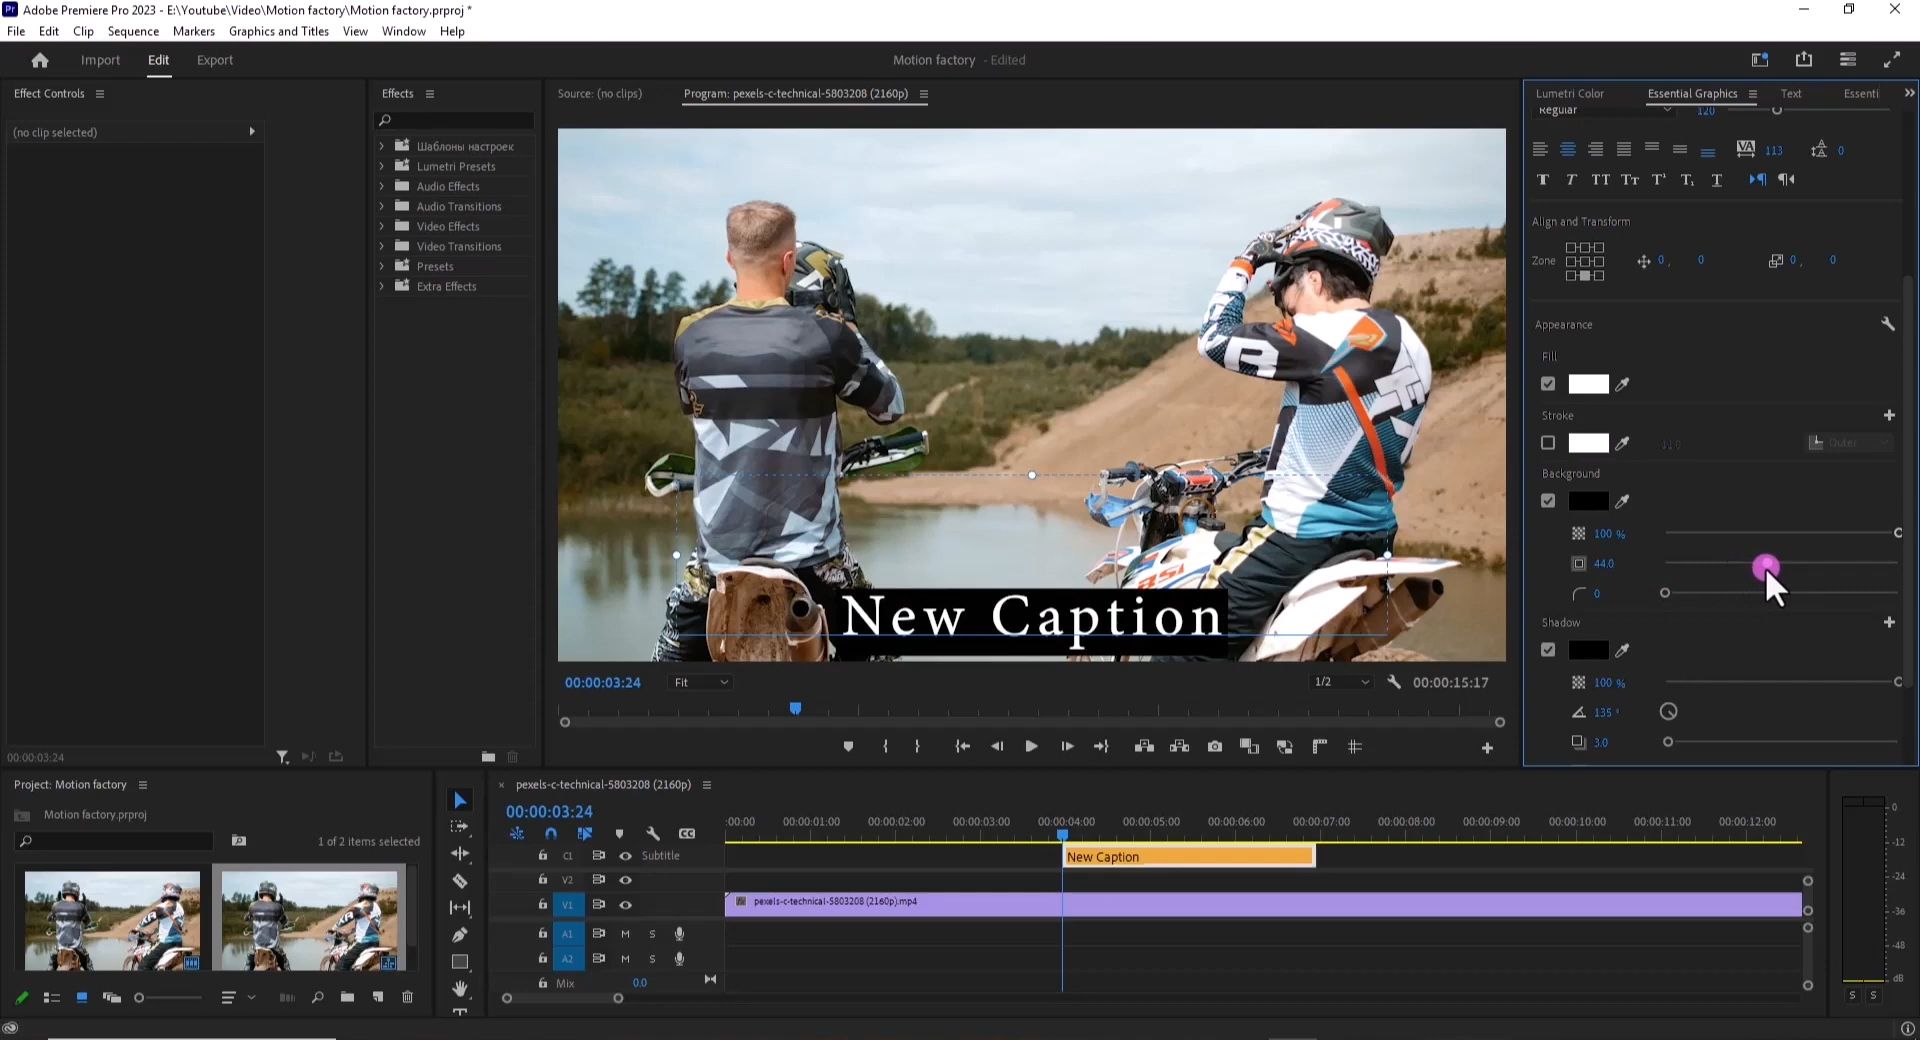 Adobe Premiere Pro 2023 - E:\Youtube\Video\Motion factory\Motion factory.prproj *
File Edit Clip Sequence Markers Graphics and Titles View Window Help
Import Edit Export
Motion factory - Edited
Effect Controls
(no clip selected)
00:00:03:24
Effects
Шаблоны настроек
Lumetri Presets
Audio Effects
Audio Transitions
Video Effects
Video Transitions
Presets
Extra Effects
Source: (no clips)
Program: pexels-c-technical-5803208 (2160p)
New Caption
00:00:03:24
Fit
1/2
00:00:15:17
Lumetri Color Essential Graphics Text Essenti
Regular 120
113 0
Align and Transform
Zone 0 , 0 0 , 0
Appearance
Fill
Stroke
11.0 Outer
Background
100 %
44.0
0
Shadow
100 %
135 °
3.0
Project: Motion factory
Motion factory.prproj
1 of 2 items selected
pexels-c-technical-5803208 (2160p)
00:00:03:24
:00:00 00:00:01:00 00:00:02:00 00:00:03:00 00:00:04:00 00:00:05:00 00:00:06:00 00:00:07:00 00:00:08:00 00:00:09:00 00:00:10:00 00:00:11:00 00:00:12:00
C1 Subtitle
New Caption
V2
V1
pexels-c-technical-5803208 (2160p).mp4
A1 M S
A2 M S
Mix 0.0
0
-12
-24
-36
-48
dB
S S